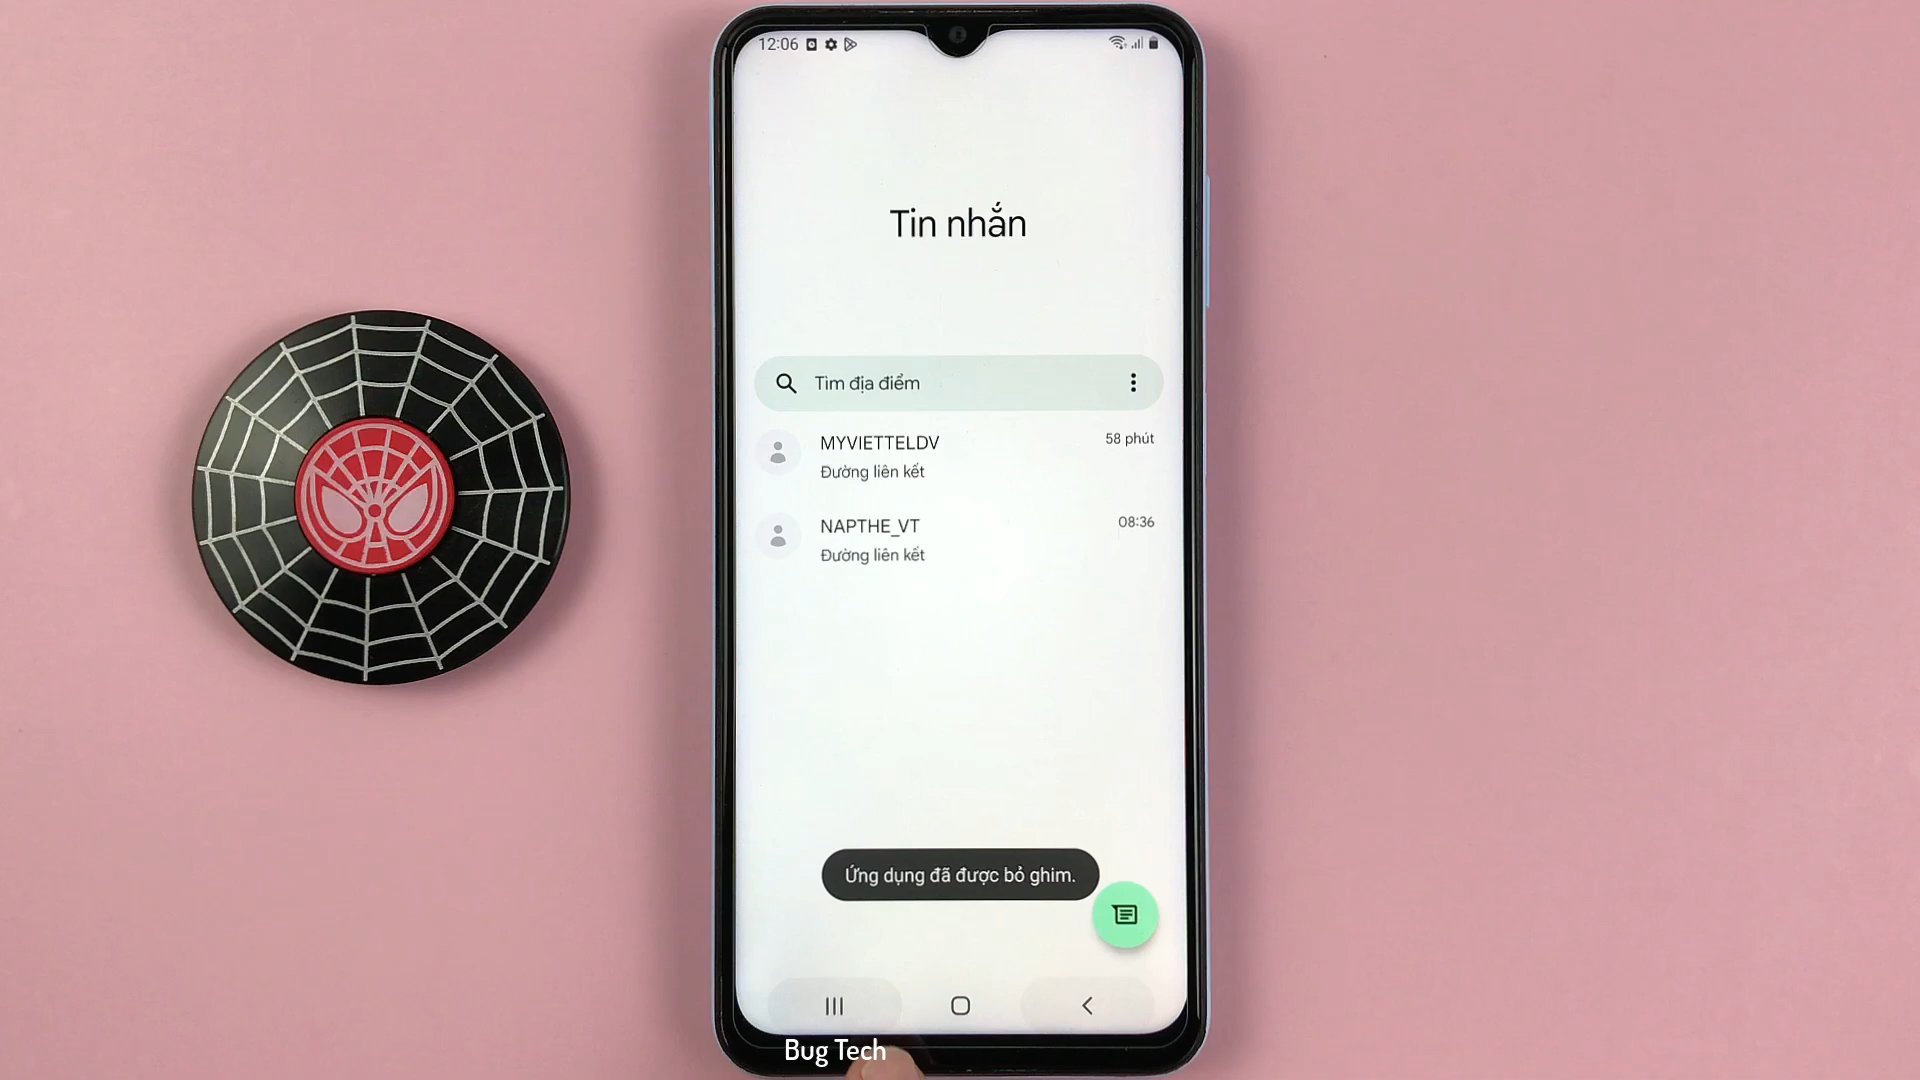 12:06
Tin nhắn
Tìm địa điểm
MYVIETTELDV
58 phút
Đường liên kết
NAPTHE_VT
08:36
Đường liên kết
Ứng dụng đã được bỏ ghim.
Bug Tech